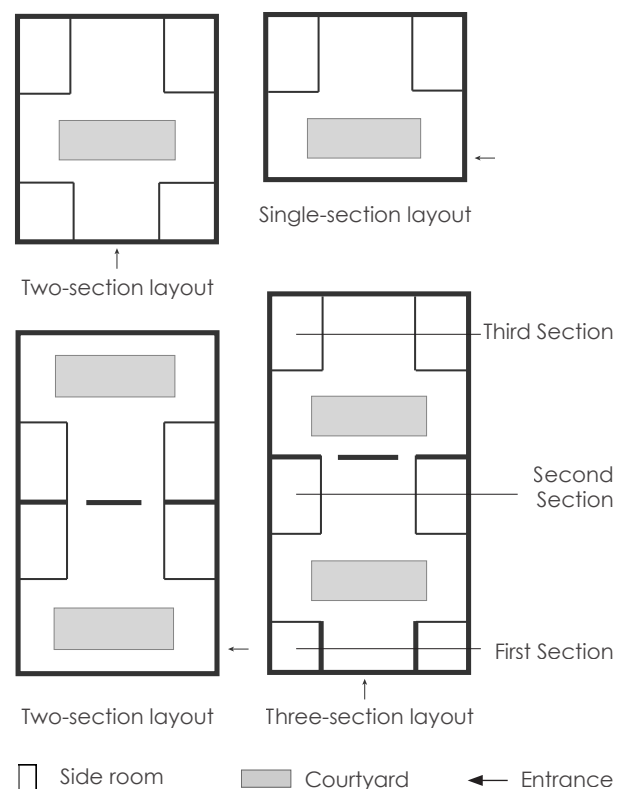 Single-section layout
Two-section layout
Third Section
Second
Section
First Section
Two-section layout
Three-section layout
Side room
Courtyard
Entrance